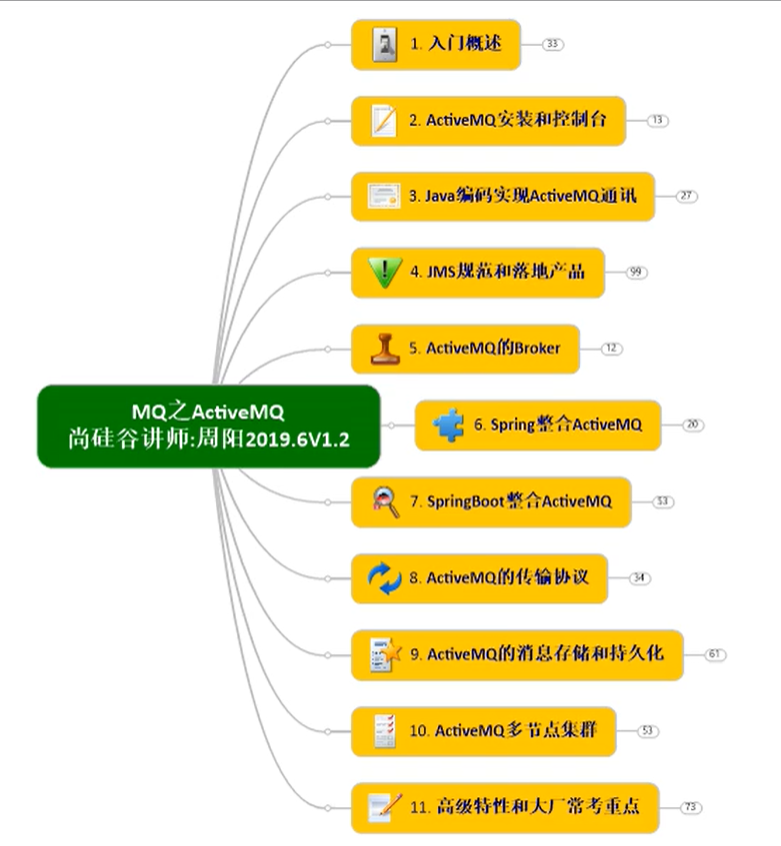 MQ之ActiveMQ
尚硅谷讲师:周阳2019.6V1.2
1. 入门概述
33
2. ActiveMQ安装和控制台
13
3. Java编码实现ActiveMQ通讯
27
4. JMS规范和落地产品
99
5. ActiveMQ的Broker
12
6. Spring整合ActiveMQ
20
7. SpringBoot整合ActiveMQ
53
8. ActiveMQ的传输协议
34
9. ActiveMQ的消息存储和持久化
61
10. ActiveMQ多节点集群
53
11. 高级特性和大厂常考重点
73